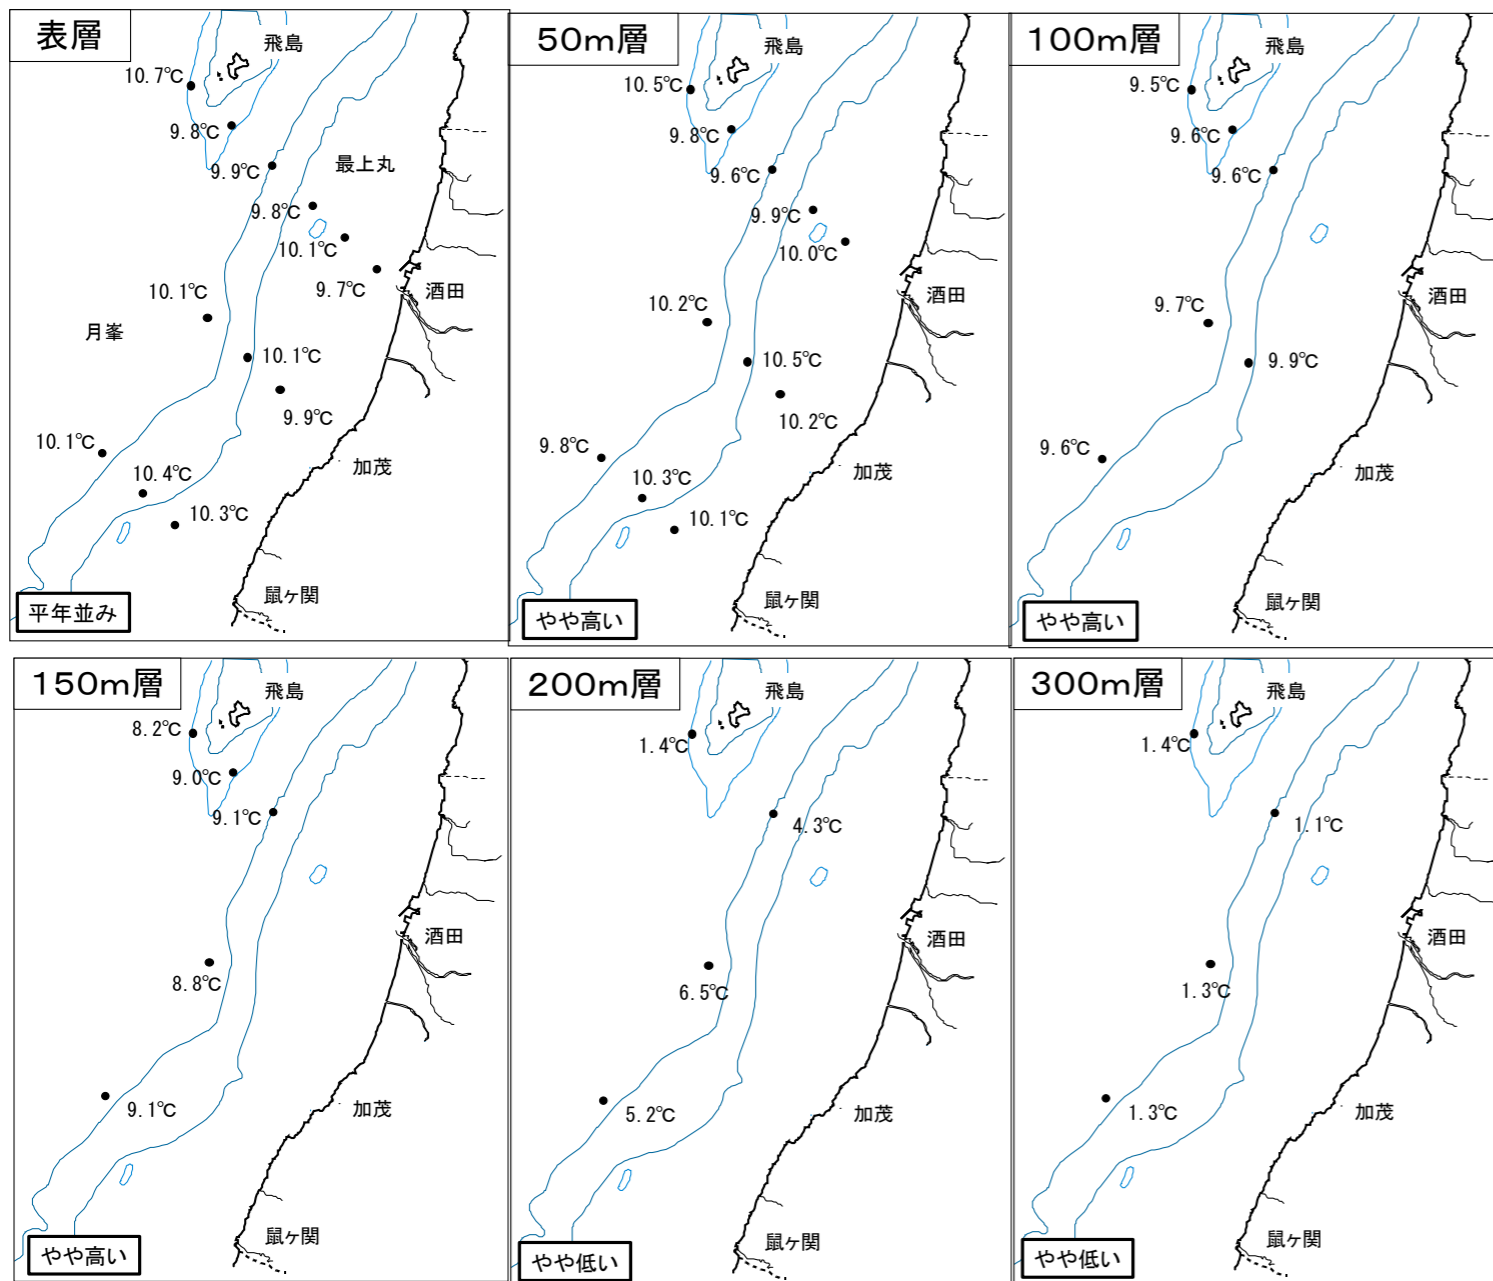 表層
飛島
10.7℃
9.8℃
9.9℃
最上丸
9.8℃
10.1℃
9.7℃
酒田
10.1℃
月峯
10.1℃
9.9℃
10.1℃
加茂
10.4℃
10.3℃
鼠ヶ関
平年並み
50m層
飛島
10.5℃
9.8℃
9.6℃
9.9℃
10.0℃
酒田
10.2℃
10.5℃
10.2℃
9.8℃
加茂
10.3℃
10.1℃
鼠ヶ関
やや高い
100m層
飛島
9.5℃
9.6℃
9.6℃
酒田
9.7℃
9.9℃
9.6℃
加茂
鼠ヶ関
やや高い
150m層
飛島
8.2℃
9.0℃
9.1℃
酒田
8.8℃
9.1℃
加茂
鼠ヶ関
やや高い
200m層
飛島
1.4℃
4.3℃
酒田
6.5℃
5.2℃
加茂
鼠ヶ関
やや低い
300m層
飛島
1.4℃
1.1℃
酒田
1.3℃
1.3℃
加茂
鼠ヶ関
やや低い